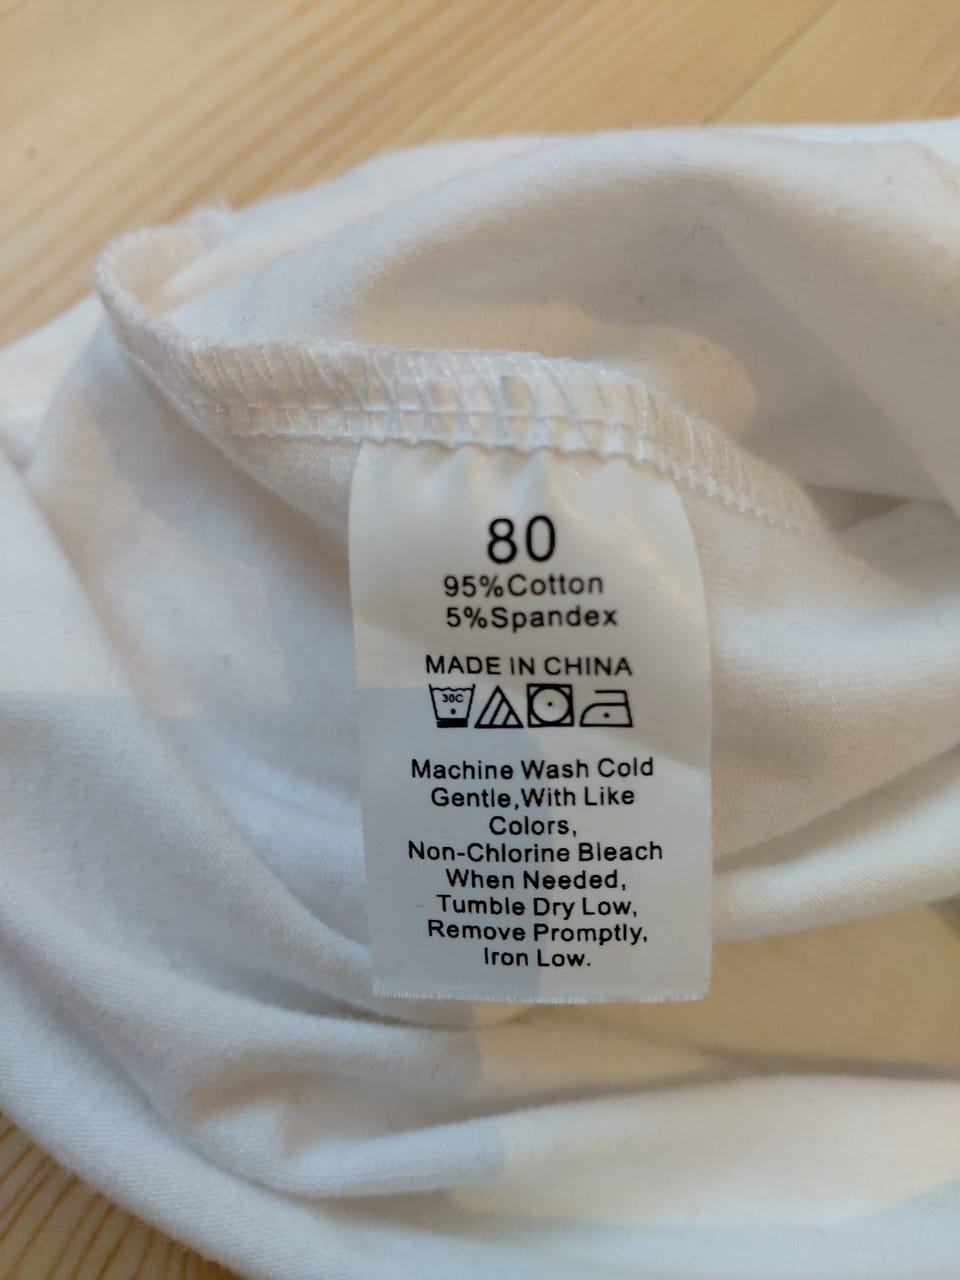 80
95%Cotton
5%Spandex
MADE IN CHINA
30C
Machine Wash Cold
Gentle,With Like
Colors,
Non-Chlorine Bleach
When Needed,
Tumble Dry Low,
Remove Promptly,
Iron Low.